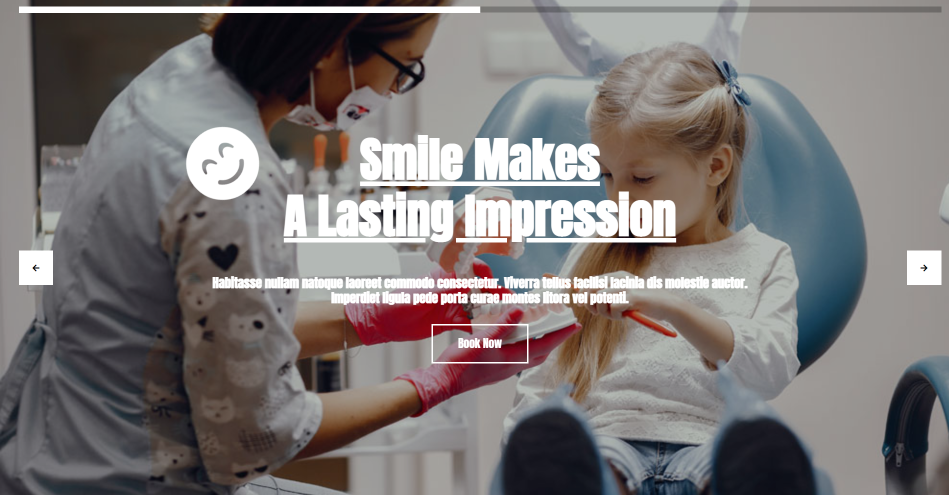 Smile Makes
A Lasting Impression
Habitasse nullam natoque laoreet commodo consectetur. Viverra tellus facilisi lacinia dis molestie auctor.
Imperdiet ligula pede porta curae montes litora vel potenti.
Book Now